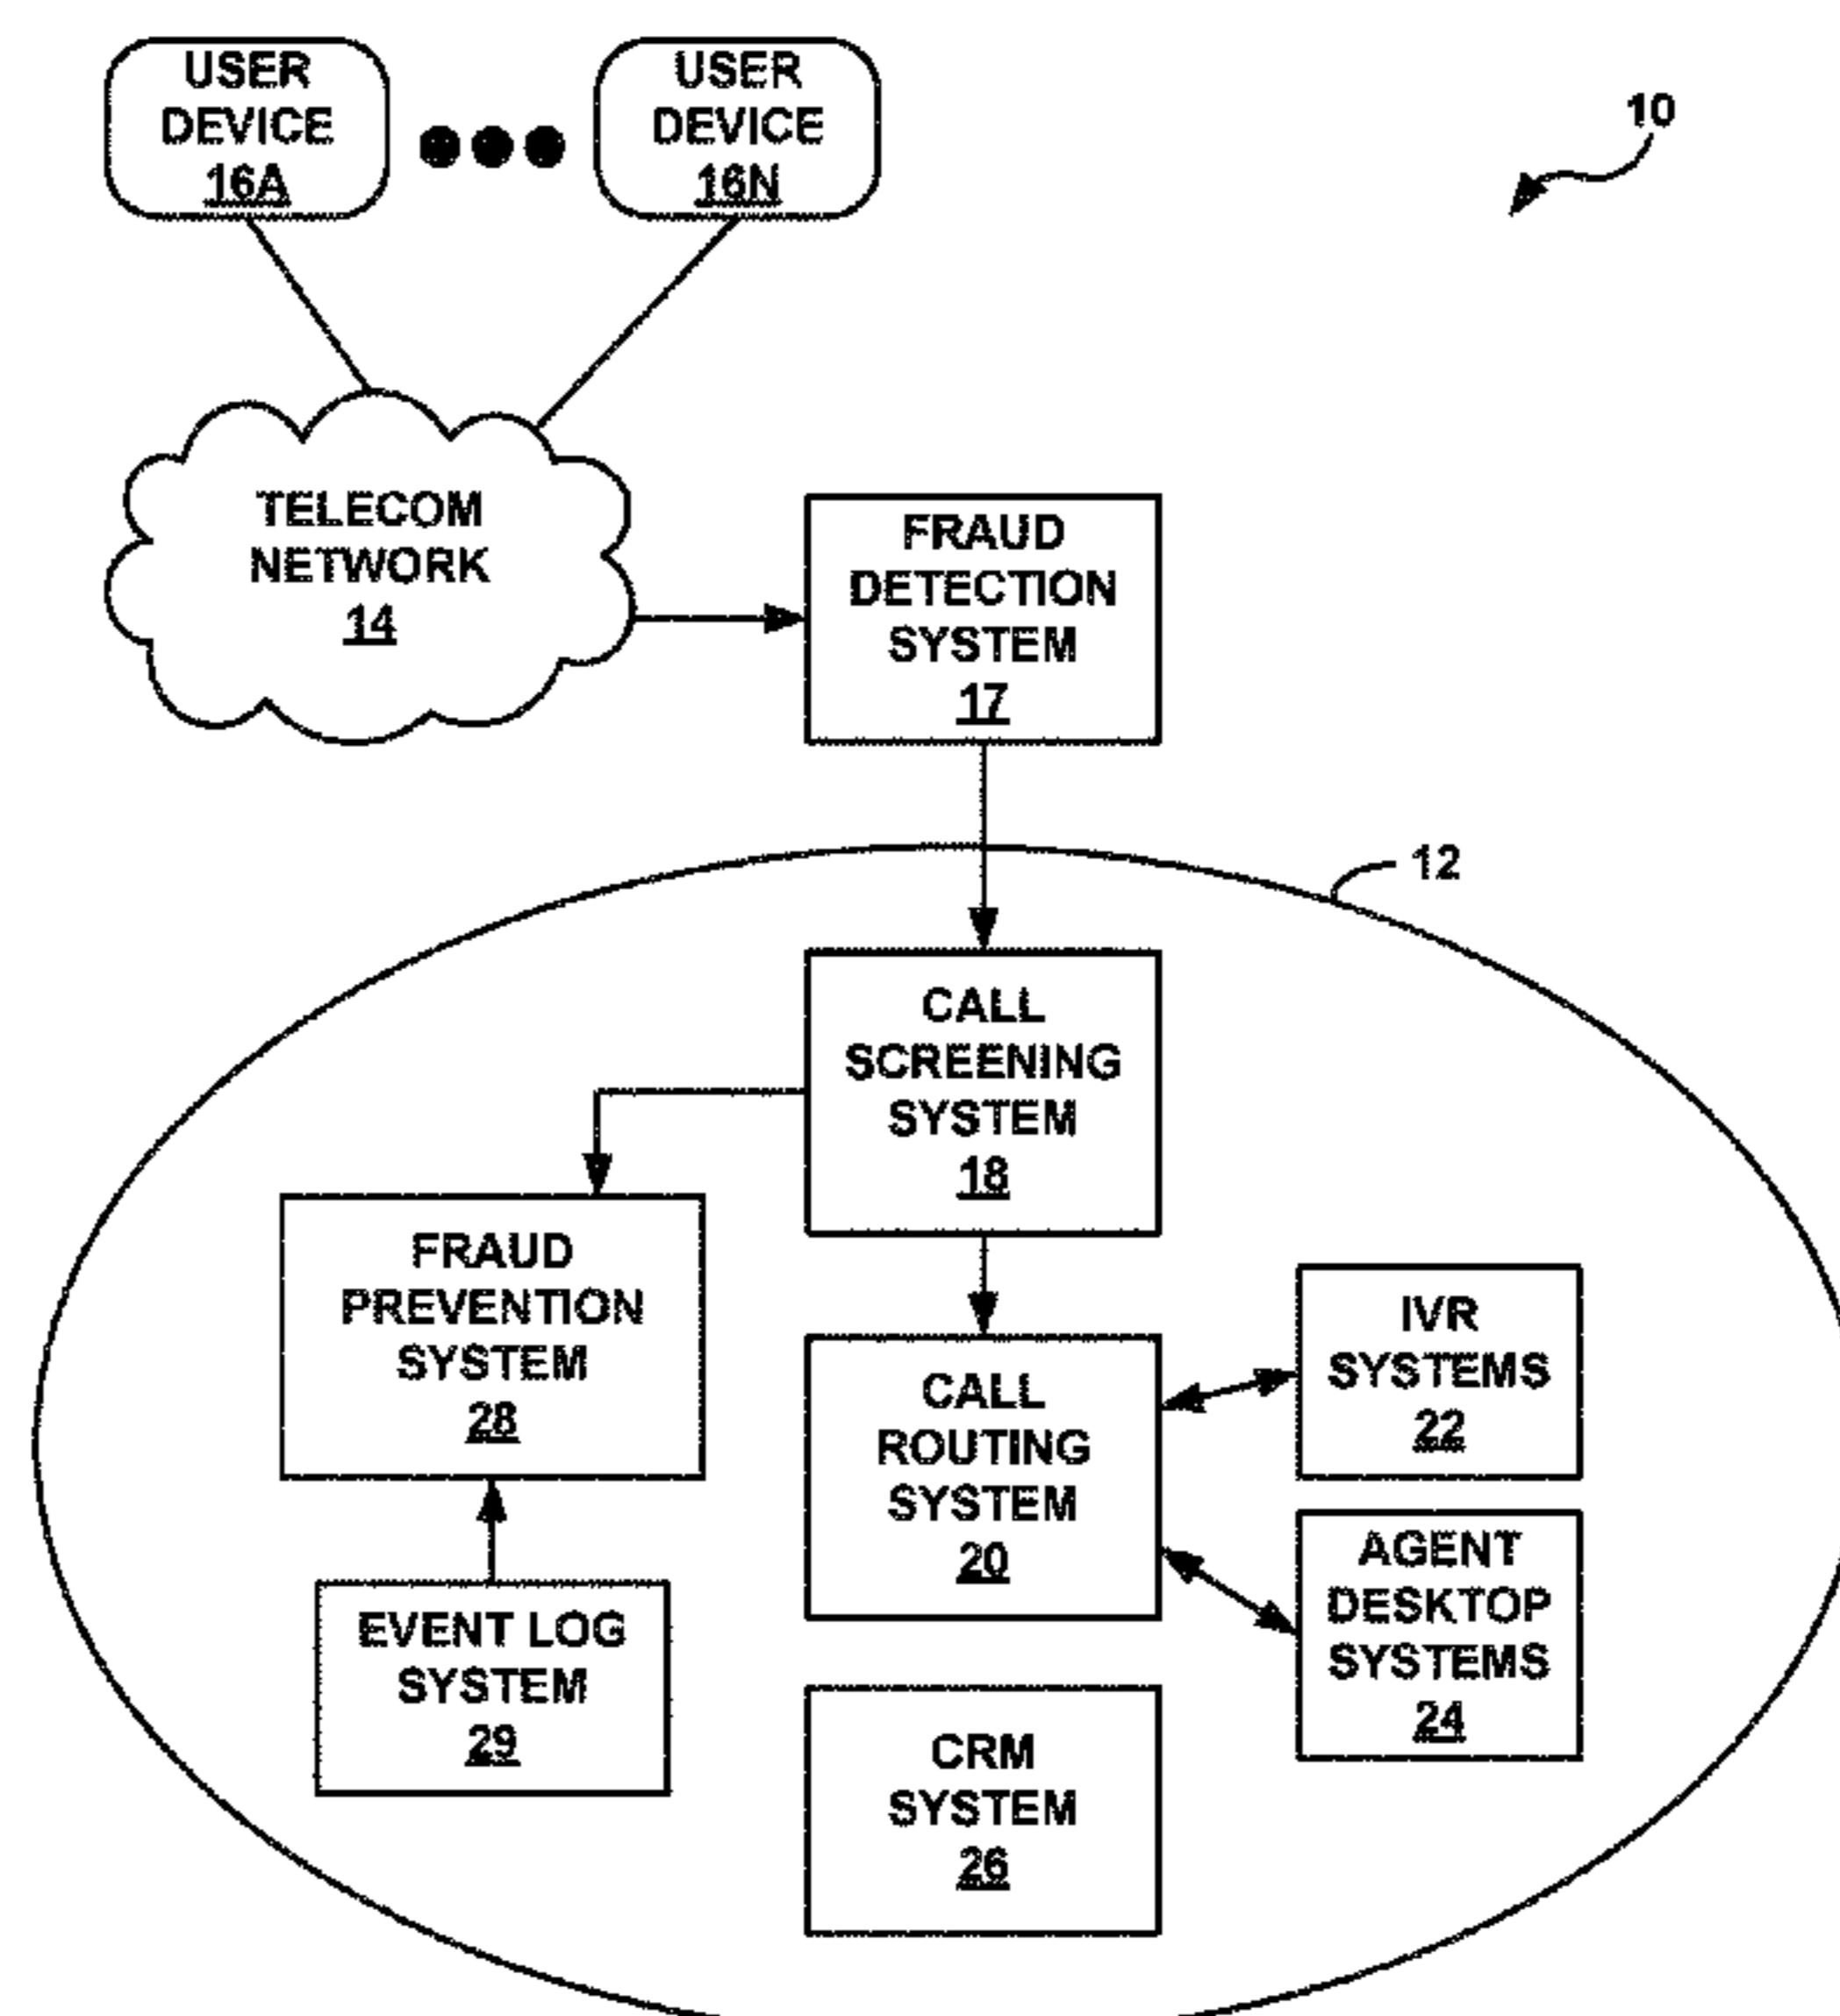 USER
DEVICE
16A
USER
DEVICE
16N
10
TELECOM
NETWORK
14
FRAUD
DETECTION
SYSTEM
17
12
CALL
SCREENING
SYSTEM
18
FRAUD
PREVENTION
SYSTEM
28
CALL
ROUTING
SYSTEM
20
IVR
SYSTEMS
22
AGENT
DESKTOP
SYSTEMS
24
EVENT LOG
SYSTEM
29
CRM
SYSTEM
26